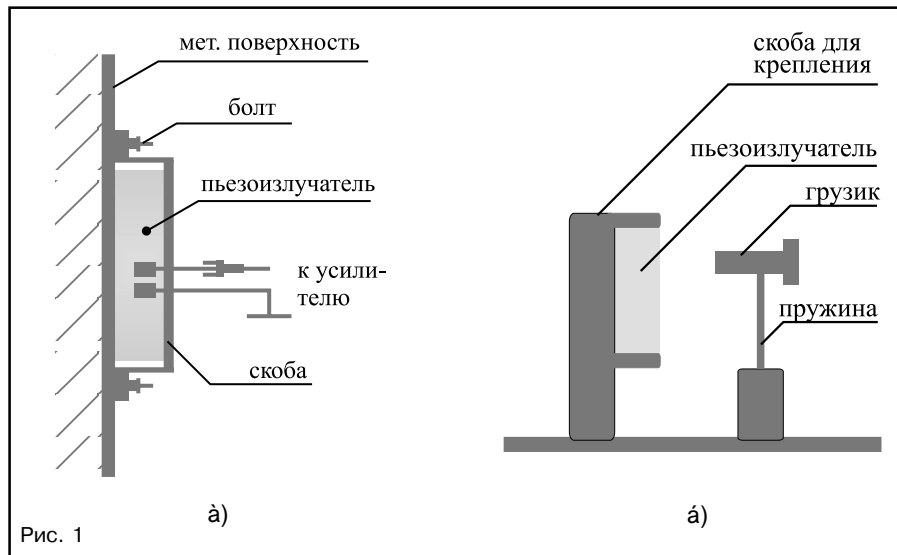 мет. поверхность
болт
пьезоизлучатель
к усили-
телю
скоба
à)
Рис. 1
скоба для
крепления
пьезоизлучатель
грузик
пружина
á)